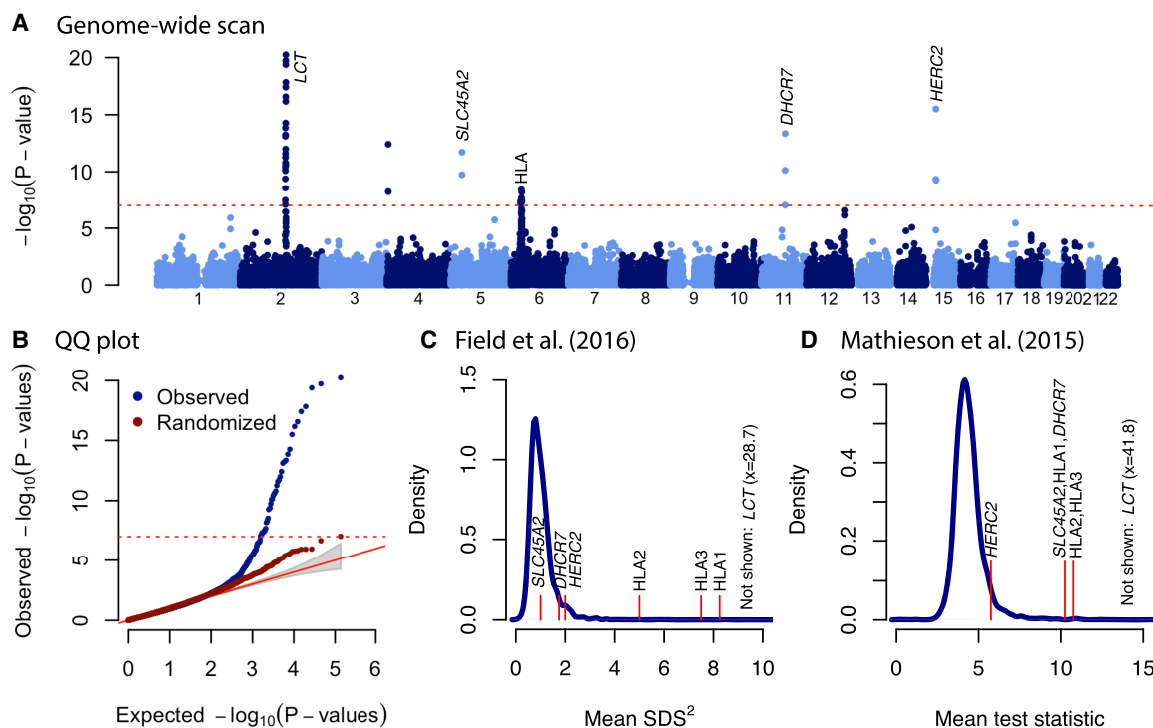 A Genome-wide scan
−log10(P − value)
20
15
10
5
0
LCT
SLC45A2
HLA
DHCR7
HERC2
1 2 3 4 5 6 7 8 9 10 11 12 13 14 15 16 17 18 19 20 21 22
B QQ plot
Observed −log10(P − values)
20
15
10
5
0
Observed
Randomized
0 1 2 3 4 5 6
Expected −log10(P − values)
C Field et al. (2016)
Density
1.5
1.0
0.5
0.0
SLC45A2
DHCR7
HERC2
HLA2
HLA3
HLA1
Not shown: LCT (x=28.7)
0 2 4 6 8 10
Mean SDS2
D Mathieson et al. (2015)
Density
0.6
0.4
0.2
0.0
HERC2
SLC45A2,HLA1,DHCR7
HLA2,HLA3
Not shown: LCT (x=41.8)
0 5 10 15
Mean test statistic